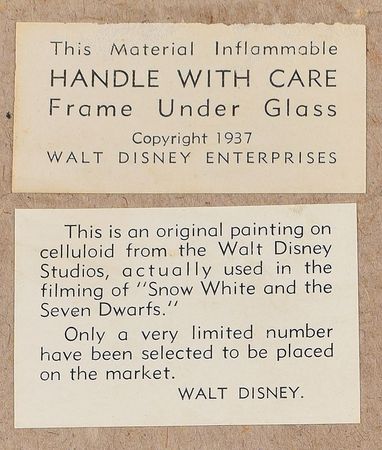 This Material Inflammable
HANDLE WITH CARE
Frame Under Glass
Copyright 1937
WALT DISNEY ENTERPRISES
This is an original painting on
celluloid from the Walt Disney
Studios, actually used in the
filming of "Snow White and the
Seven Dwarfs."
Only a very limited number
have been selected to be placed
on the market.
WALT DISNEY.